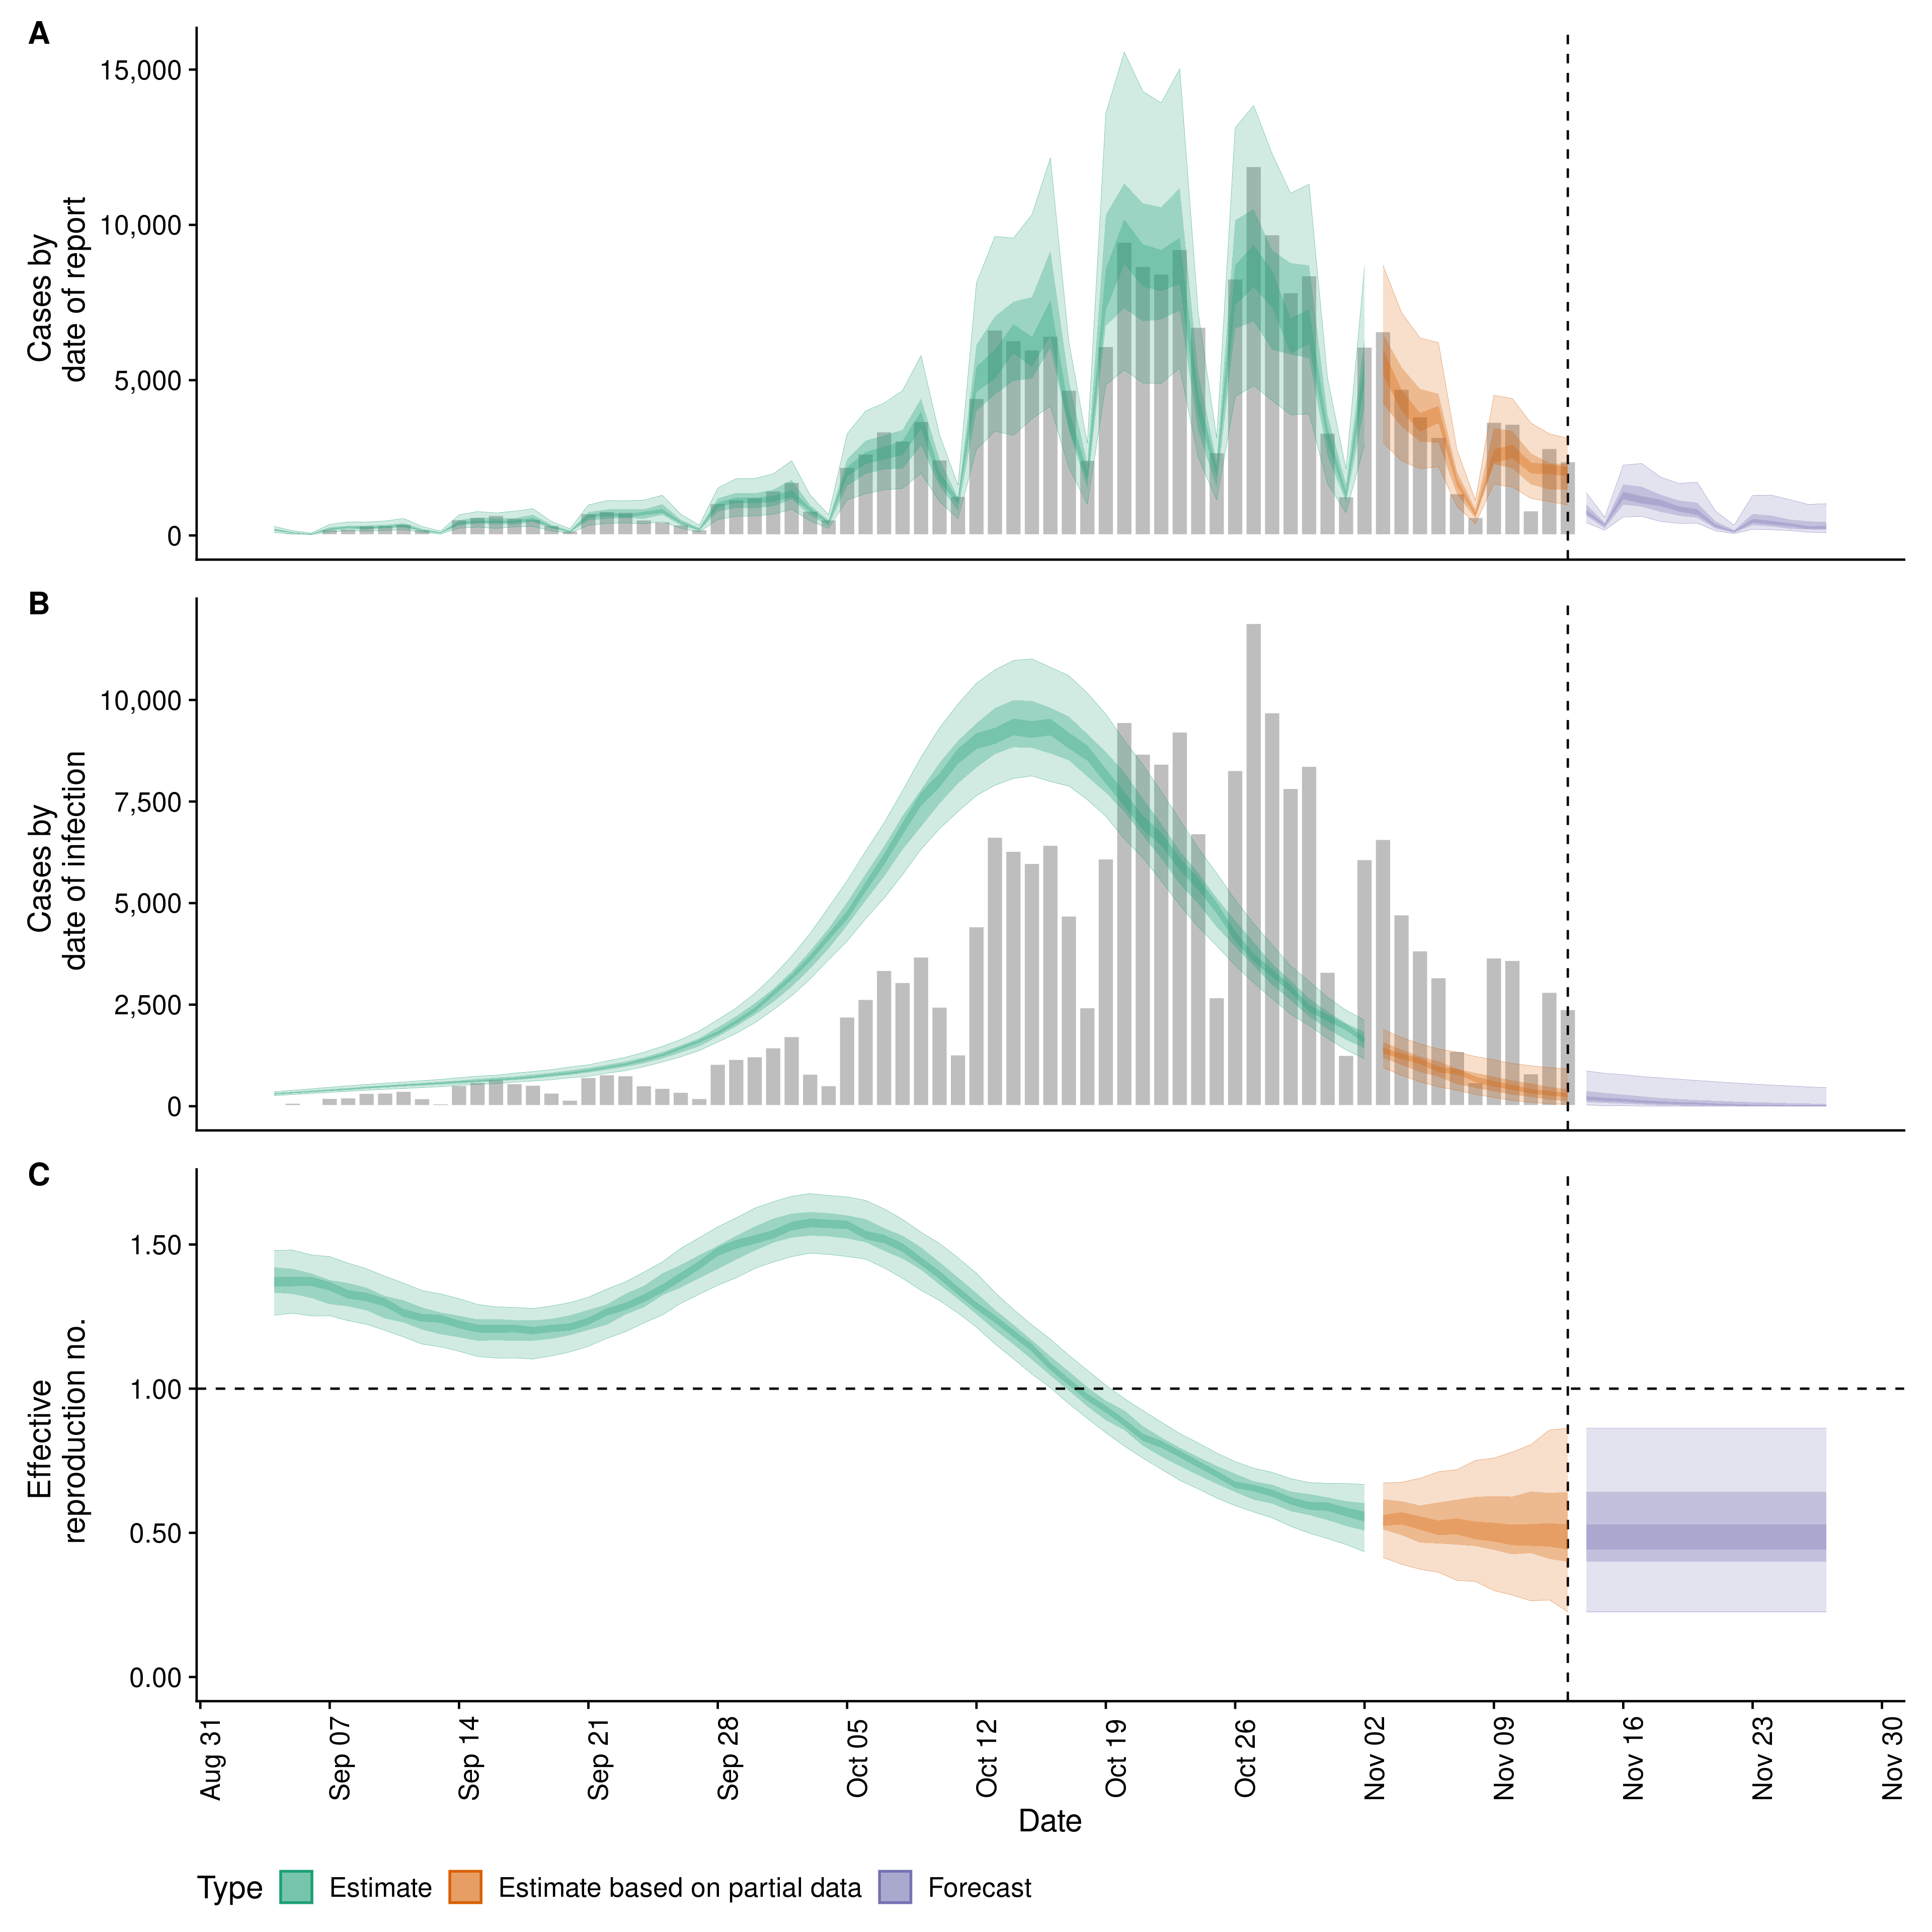 A
15,000
10,000
5,000
0
Cases by
date of report
B
10,000
7,500
5,000
2,500
0
Cases by
date of infection
C
1.50
1.00
0.50
0.00
Effective
reproduction no.
Aug 31
Sep 07
Sep 14
Sep 21
Sep 28
Oct 05
Oct 12
Oct 19
Oct 26
Nov 02
Nov 09
Nov 16
Nov 23
Nov 30
Date
Type Estimate Estimate based on partial data Forecast